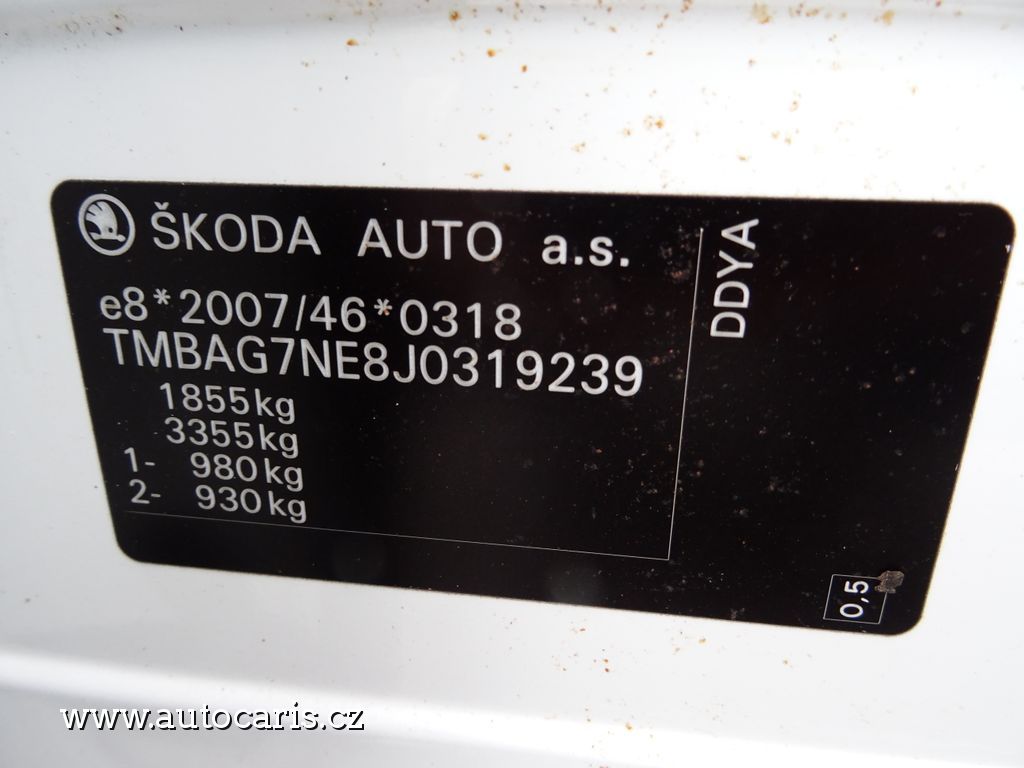 ŠKODA AUTO a.s.
e8*2007/46*0318
TMBAG7NE8J0319239
1855kg
3355kg
1- 980kg
2- 930kg
DDYA
0,5
www.autocaris.cz